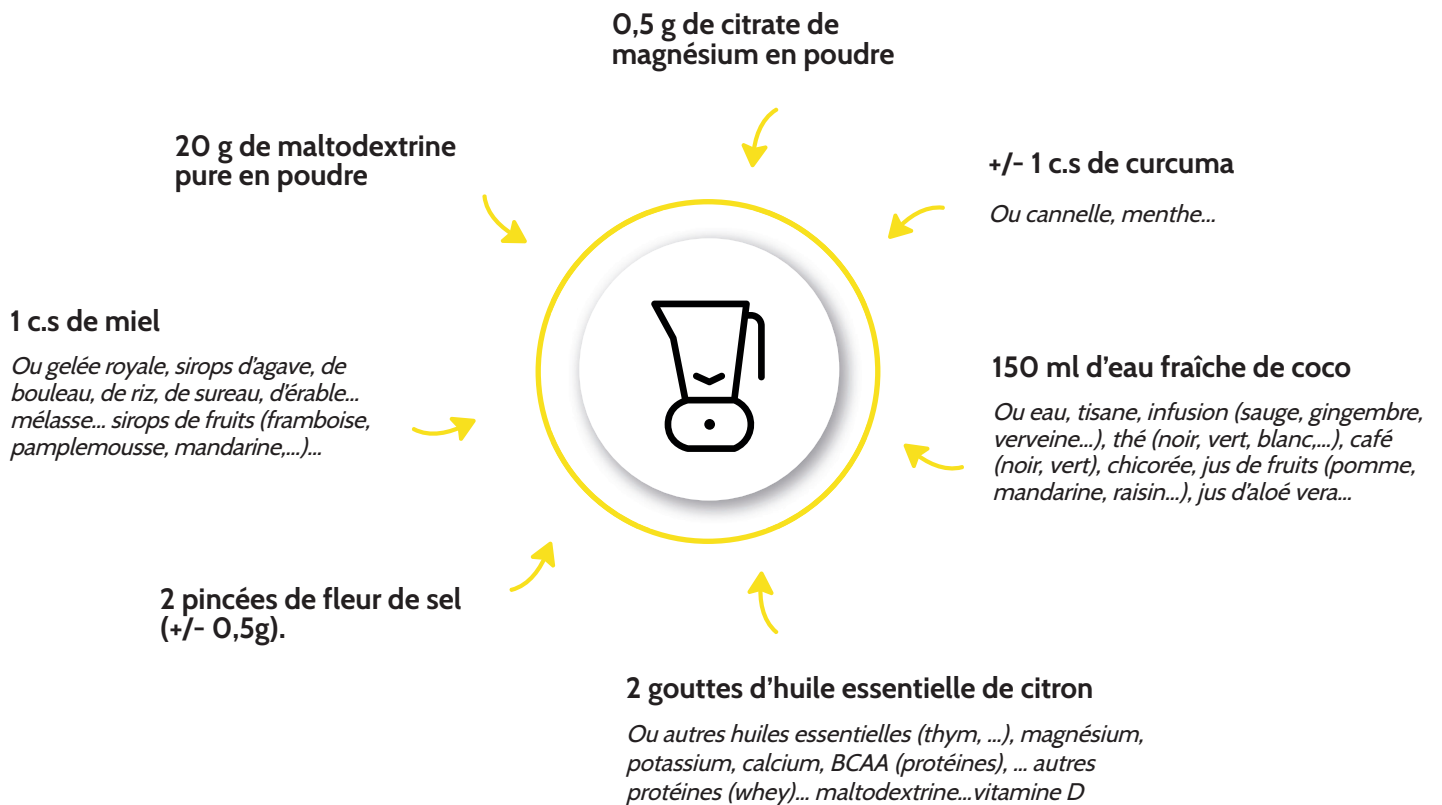 0,5 g de citrate de
magnésium en poudre
20 g de maltodextrine
pure en poudre
+/- 1 c.s de curcuma
Ou cannelle, menthe...
1 c.s de miel
Ou gelée royale, sirops d’agave, de
bouleau, de riz, de sureau, d’érable...
mélasse... sirops de fruits (framboise,
pamplemousse, mandarine,...)...
150 ml d’eau fraîche de coco
Ou eau, tisane, infusion (sauge, gingembre,
verveine...), thé (noir, vert, blanc,...), café
(noir, vert), chicorée, jus de fruits (pomme,
mandarine, raisin...), jus d’aloé vera...
2 pincées de fleur de sel
(+/- 0,5g).
2 gouttes d’huile essentielle de citron
Ou autres huiles essentielles (thym, ...), magnésium,
potassium, calcium, BCAA (protéines), ... autres
protéines (whey)... maltodextrine...vitamine D